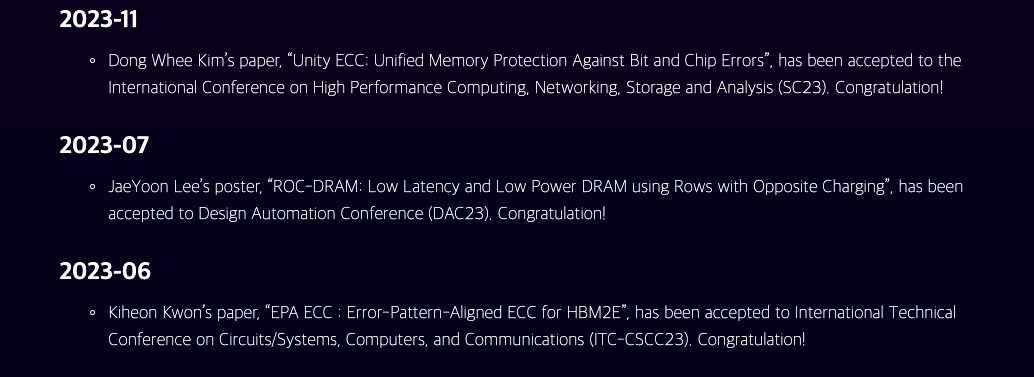 2023-11
Dong Whee Kim's paper, “Unity ECC: Unified Memory Protection Against Bit and Chip Errors”, has been accepted to the
International Conference on High Performance Computing, Networking, Storage and Analysis (SC23). Congratulation!
2023-07
JaeYoon Lee's poster, “ROC-DRAM: Low Latency and Low Power DRAM using Rows with Opposite Charging”, has been
accepted to Design Automation Conference (DAC23). Congratulation!
2023-06
Kiheon Kwon's paper, “EPA ECC : Error-Pattern-Aligned ECC for HBM2E”, has been accepted to International Technical
Conference on Circuits/Systems, Computers, and Communications (ITC-CSCC23). Congratulation!